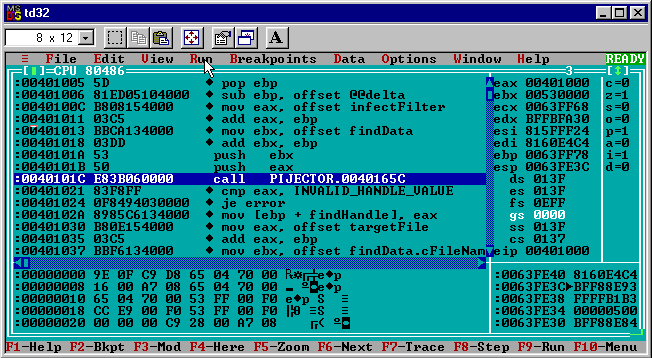 td32
8 x 12
≡ File Edit View Run Breakpoints Data Options Window Help READY
[■]=CPU 80486 3 [↕]
:00401005 5D ♦ pop ebp
:00401006 81ED05104000 ♦ sub ebp, offset @@delta
:0040100C B808154000 ♦ mov eax, offset infectFilter
:00401011 03C5 ♦ add eax, ebp
:00401013 BBCA134000 ♦ mov ebx, offset findData
:00401018 03DD ♦ add ebx, ebp
:0040101A 53 push ebx
:0040101B 50 push eax
:0040101C E83B060000 call PIJECTOR.0040165C
:00401021 83F8FF ♦ cmp eax, INVALID_HANDLE_VALUE
:00401024 0F8494030000 ♦ je error
:0040102A 8985C6134000 ♦ mov [ebp + findHandle], eax
:00401030 B80E154000 ♦ mov eax, offset targetFile
:00401035 03C5 ♦ add eax, ebp
:00401037 BBF6134000 ♦ mov ebx, offset findData.cFileNam
eax 00401000 c=0
ebx 00530000 z=1
ecx 0063FF68 s=0
edx BFFBFA30 o=0
esi 815FFF24 p=1
edi 8160E4C4 a=0
ebp 0063FF78 i=1
esp 0063FE3C d=0
ds 013F
es 013F
fs 0EFF
gs 0000
ss 013F
cs 0137
eip 00401000
:00000000 9E 0F C9 D8 65 04 70 00
:00000008 16 00 A7 08 65 04 70 00
:00000010 65 04 70 00 53 FF 00 F0
:00000018 CC E9 00 F0 53 FF 00 F0
:00000020 00 00 00 C9 28 00 A7 08
:0063FE40 8160E4C4
:0063FE3C►BFF88E93
:0063FE38 FFFFB1B3
:0063FE34 00000500
:0063FE30 BFF88E84
F1-Help F2-Bkpt F3-Mod F4-Here F5-Zoom F6-Next F7-Trace F8-Step F9-Run F10-Menu